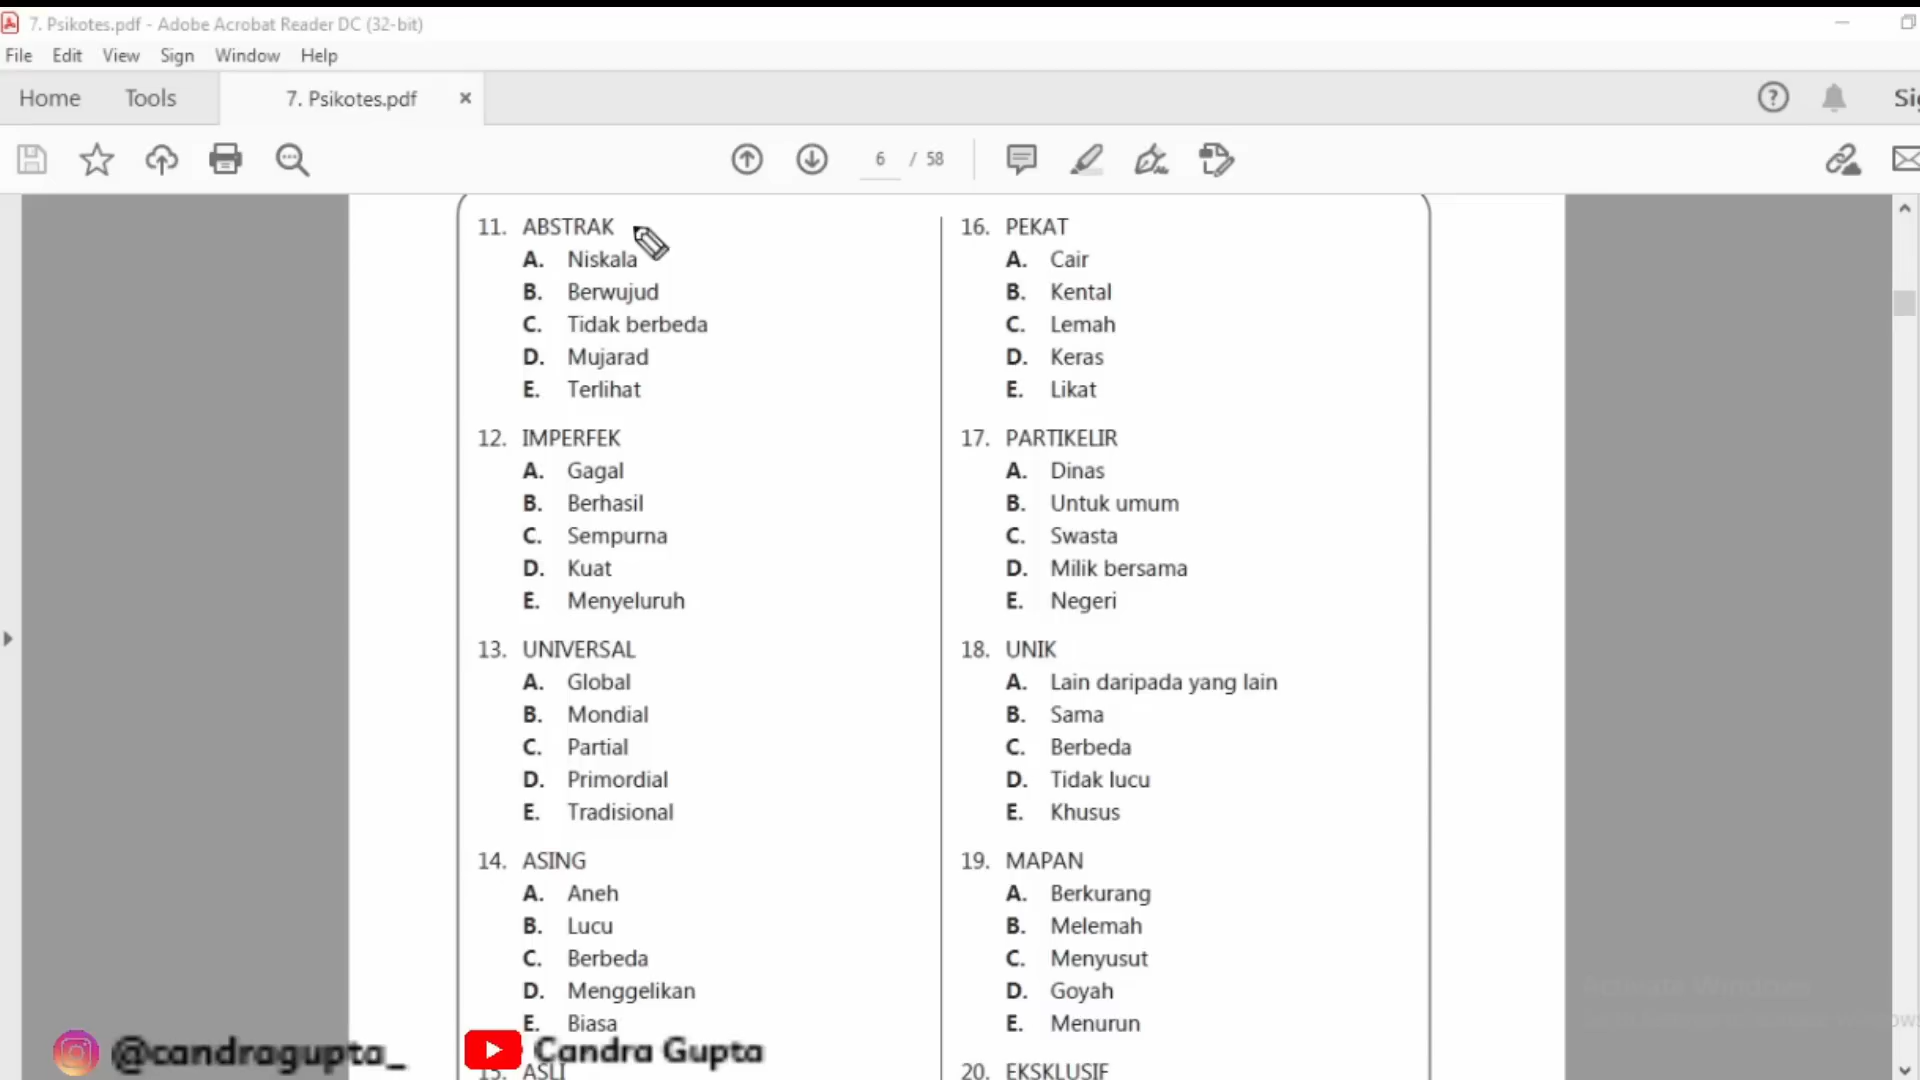 7. Psikotes.pdf - Adobe Acrobat Reader DC (32-bit)
File Edit View Sign Window Help
Home Tools 7. Psikotes.pdf
6 / 58
11. ABSTRAK
A. Niskala
B. Berwujud
C. Tidak berbeda
D. Mujarad
E. Terlihat
12. IMPERFEK
A. Gagal
B. Berhasil
C. Sempurna
D. Kuat
E. Menyeluruh
13. UNIVERSAL
A. Global
B. Mondial
C. Partial
D. Primordial
E. Tradisional
14. ASING
A. Aneh
B. Lucu
C. Berbeda
D. Menggelikan
E. Biasa
15. ASLI
16. PEKAT
A. Cair
B. Kental
C. Lemah
D. Keras
E. Likat
17. PARTIKELIR
A. Dinas
B. Untuk umum
C. Swasta
D. Milik bersama
E. Negeri
18. UNIK
A. Lain daripada yang lain
B. Sama
C. Berbeda
D. Tidak lucu
E. Khusus
19. MAPAN
A. Berkurang
B. Melemah
C. Menyusut
D. Goyah
E. Menurun
20. EKSKLUSIF
@candragupta_
Candra Gupta